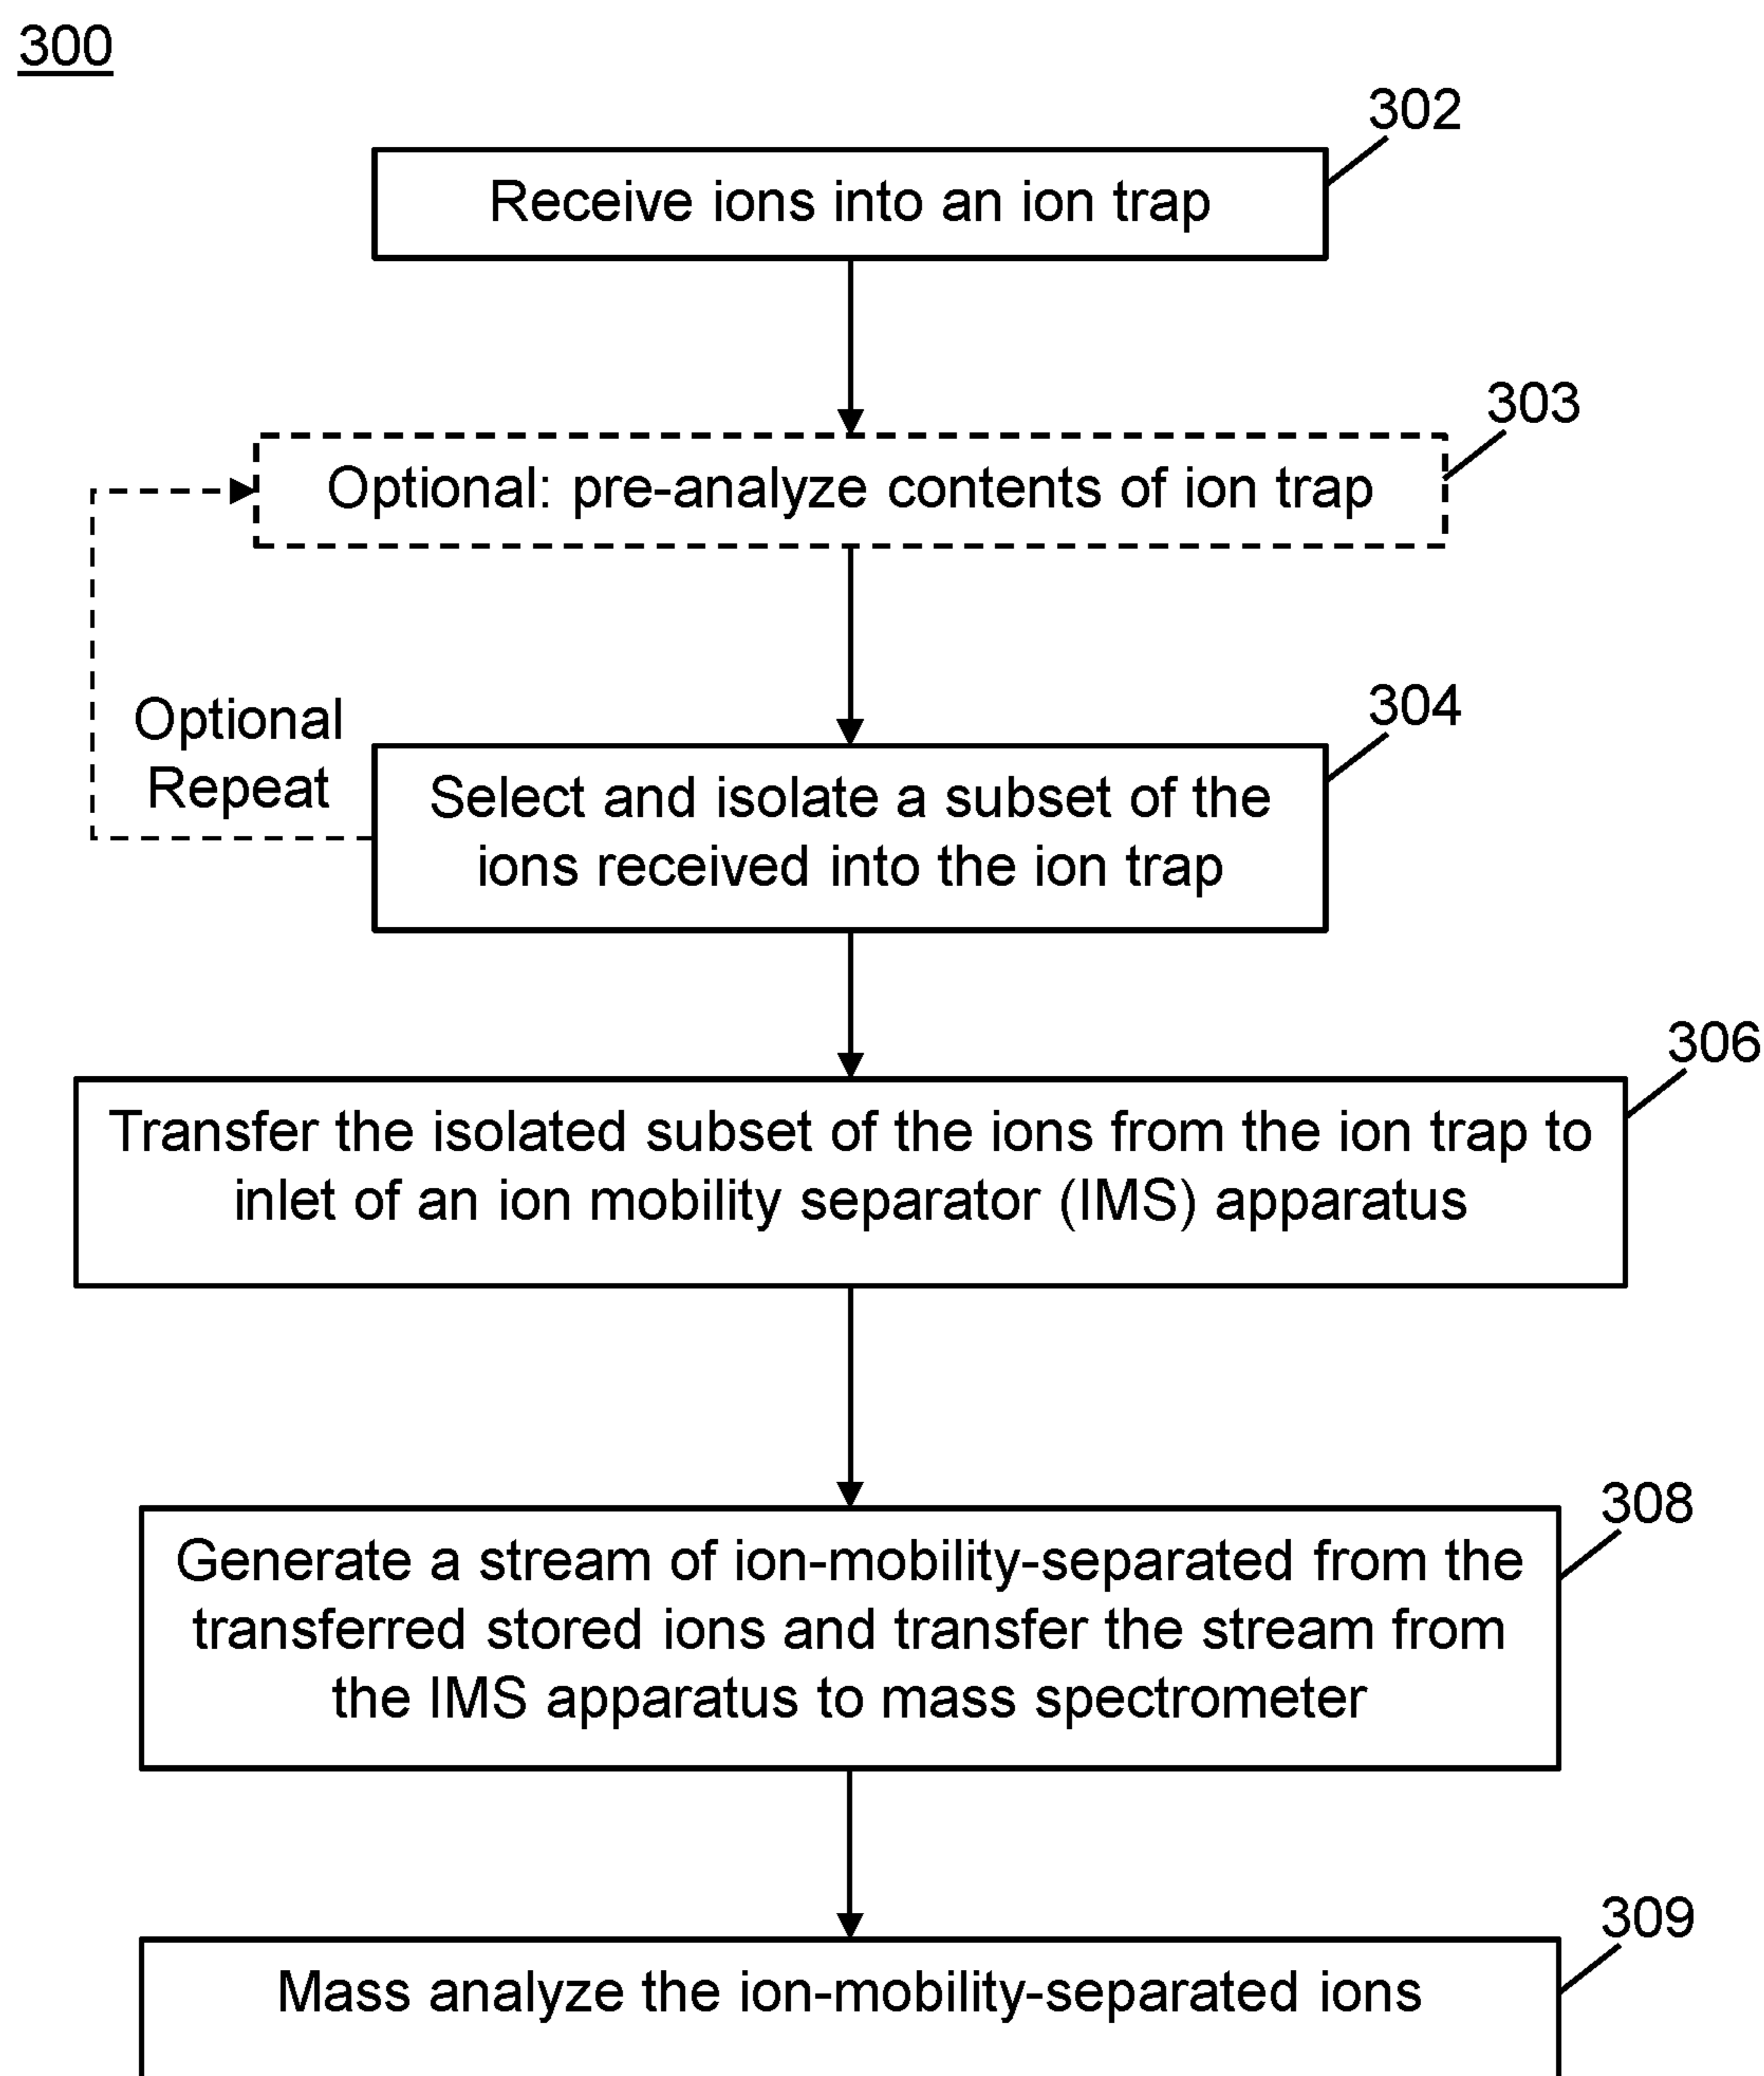 300
302
Receive ions into an ion trap
303
Optional: pre-analyze contents of ion trap
Optional
Repeat
304
Select and isolate a subset of the
ions received into the ion trap
306
Transfer the isolated subset of the ions from the ion trap to
inlet of an ion mobility separator (IMS) apparatus
308
Generate a stream of ion-mobility-separated from the
transferred stored ions and transfer the stream from
the IMS apparatus to mass spectrometer
309
Mass analyze the ion-mobility-separated ions